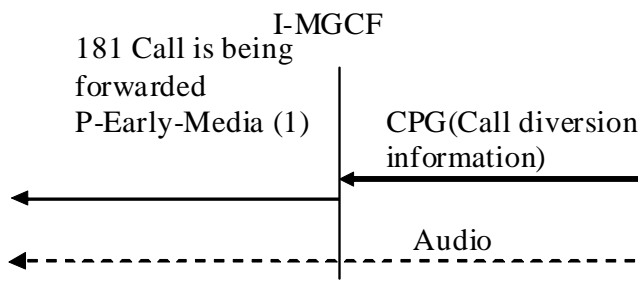 I-MGCF
181 Call is being
forwarded
P-Early-Media (1)
CPG(Call diversion
information)
Audio